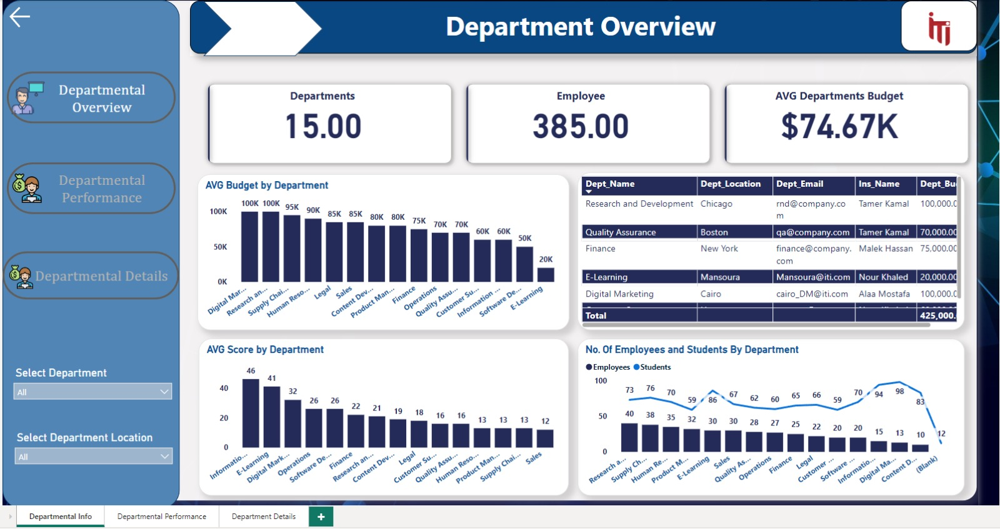 Department Overview
iTi
Departmental
Overview
Departmental
Performance
Departmental Details
Select Department
All
Select Department Location
All
Departments
15.00
Employee
385.00
AVG Departments Budget
$74.67K
AVG Budget by Department
100K
50K
0K
100K 100K 95K 90K 85K 85K 80K 80K 75K 70K 70K 60K 60K 50K 20K
Digital Mar... Research an... Supply Chai... Human Reso... Legal Sales Content Dev... Product Man... Finance Operations Quality Assu... Customer Su... Information ... Software De... E-Learning
Dept_Name Dept_Location Dept_Email Ins_Name Dept_Bu
Research and Development Chicago rnd@company.co Tamer Kamal 100,000.0
m
Quality Assurance Boston qa@company.com Tamer Kamal 70,000.00
Finance New York finance@company. Malek Hassan 75,000.00
com
E-Learning Mansoura Mansoura@iti.com Nour Khaled 20,000.00
Digital Marketing Cairo cairo_DM@iti.com Alaa Mostafa 100,000.0
Total 425,000.
AVG Score by Department
40
20
0
46 41 32 26 26 22 21 19 18 16 16 13 13 13 12
Informatio... E-Learning Digital Mark... Operations Software De... Finance Research an... Content Dev... Legal Customer Su... Quality Assu... Human Reso... Product Man... Supply Chai... Sales
No. Of Employees and Students By Department
Employees Students
100
50
0
73 76 70 59 86 67 62 60 65 66 59 70 94 98 83 12
40 38 35 32 30 30 28 27 25 22 20 20 15 13 10
Research a... Supply Ch... Human Re... Product M... E-Learning Sales Quality As... Operations Finance Legal Customer ... Software ... Informatio... Digital Ma... Content D... (Blank)
Departmental Info Departmental Performance Department Details +